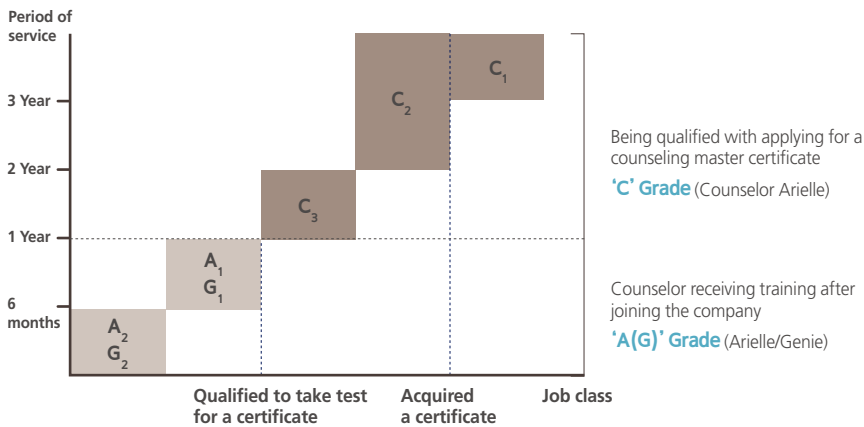 Period of
service
3 Year
2 Year
1 Year
6
months
C₁
C₂
C₃
A₁
G₁
A₂
G₂
Being qualified with applying for a
counseling master certificate
‘C’ Grade (Counselor Arielle)
Counselor receiving training after
joining the company
‘A(G)’ Grade (Arielle/Genie)
Qualified to take test
for a certificate
Acquired
a certificate
Job class